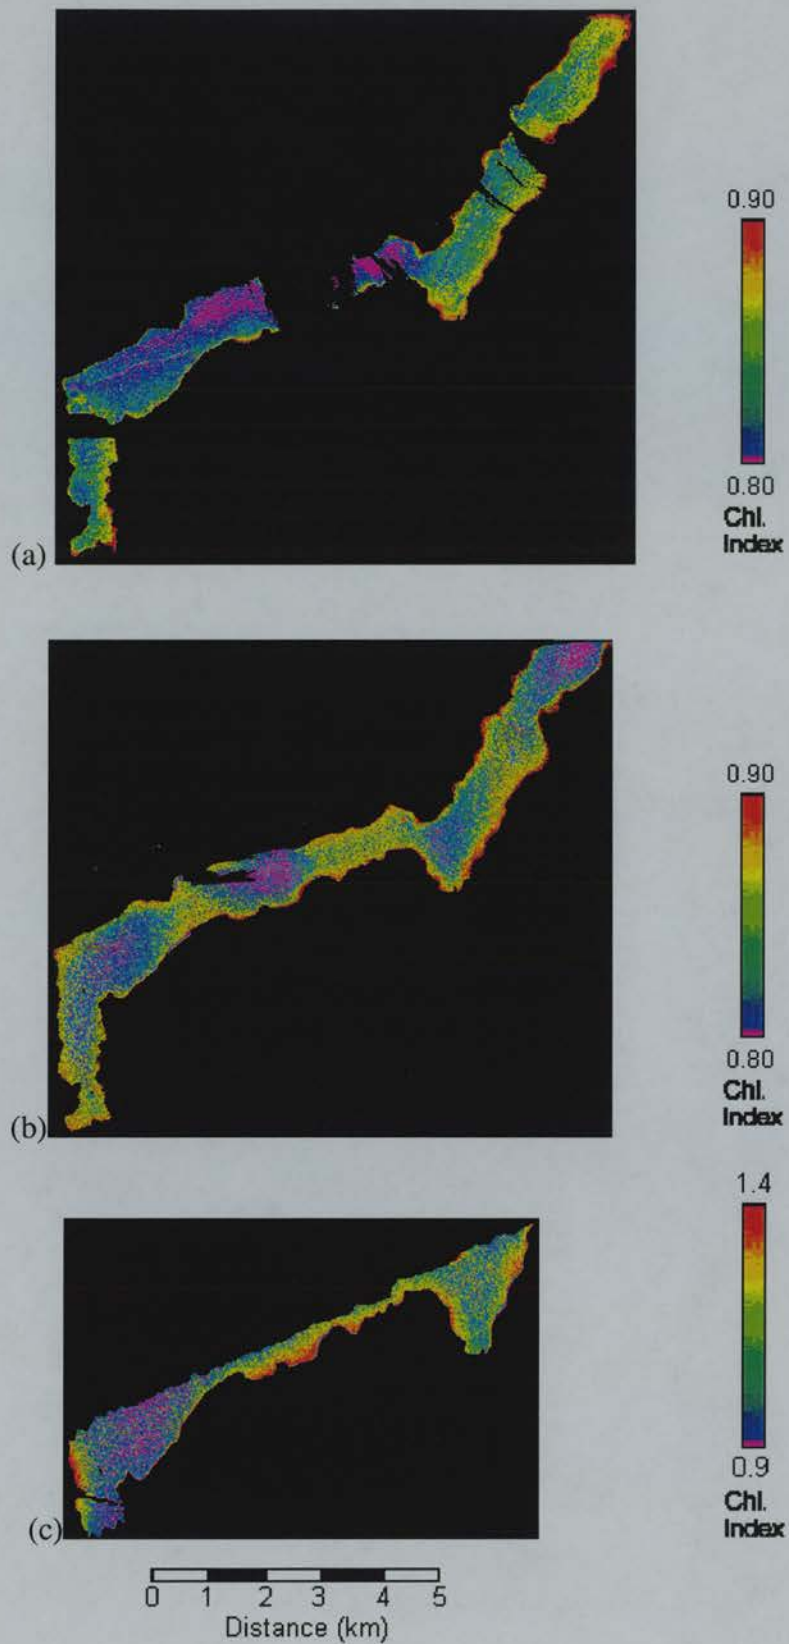 0.90
0.80
Chl.
Index
(a)
0.90
0.80
Chl.
Index
(b)
1.4
0.9
Chl.
Index
(c)
0 1 2 3 4 5
Distance (km)